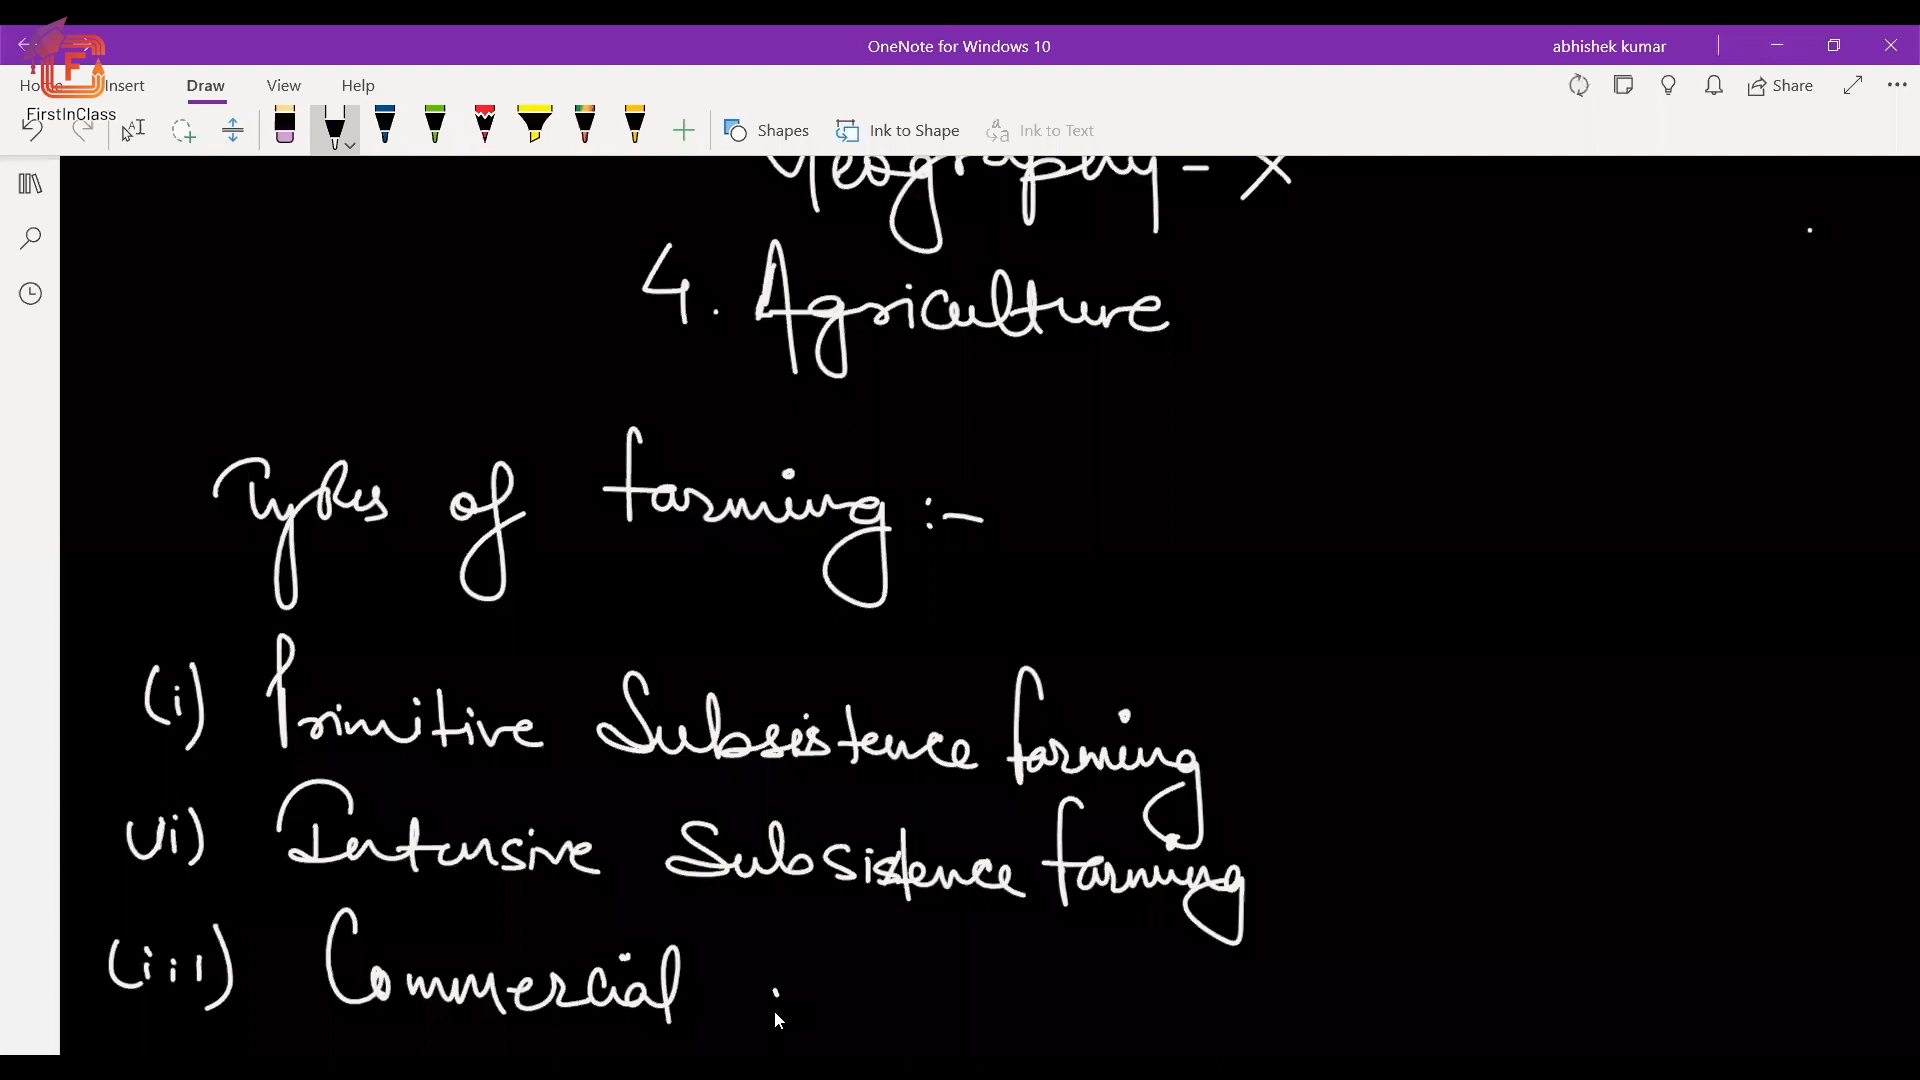 OneNote for Windows 10
abhishek kumar
Home Insert Draw View Help
Share
FirstInClass
Shapes Ink to Shape Ink to Text
Geography - X
4. Agriculture
Types of farming :-
(i) Primitive Subsistence farming
(ii) Intensive Subsistence farming
(iii) Commercial